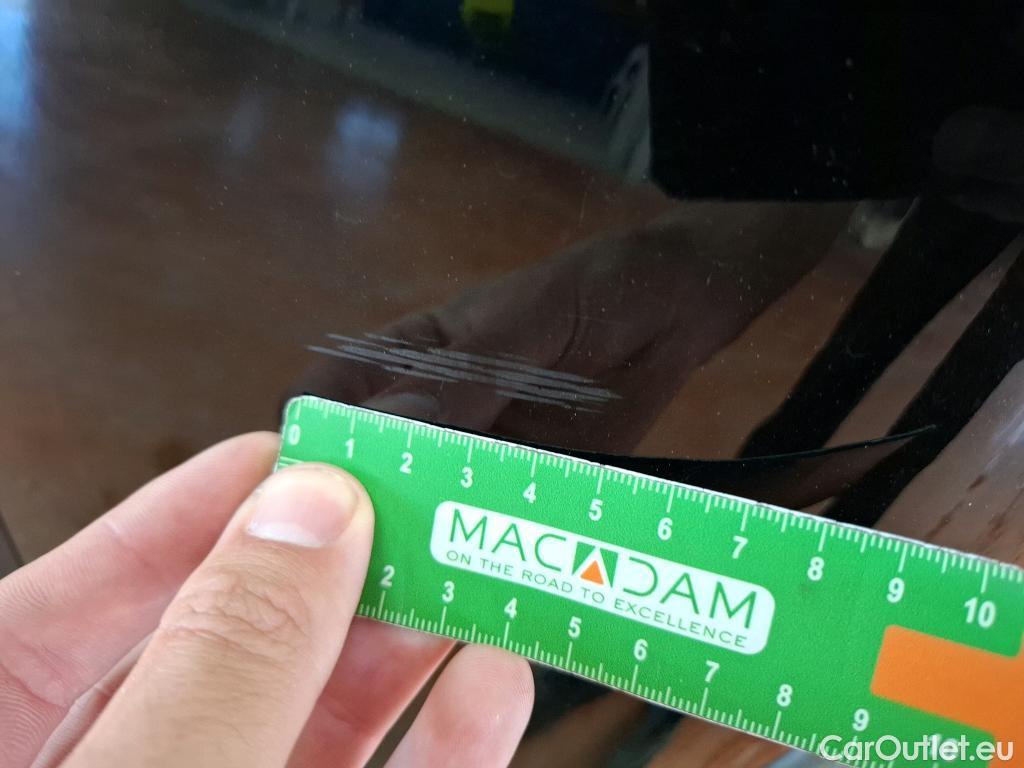 0 1 2 3 4 5 6 7 8 9 10
MACADAM
ON THE ROAD TO EXCELLENCE
2 3 4 5 6 7 8 9 10
CarOutlet.eu